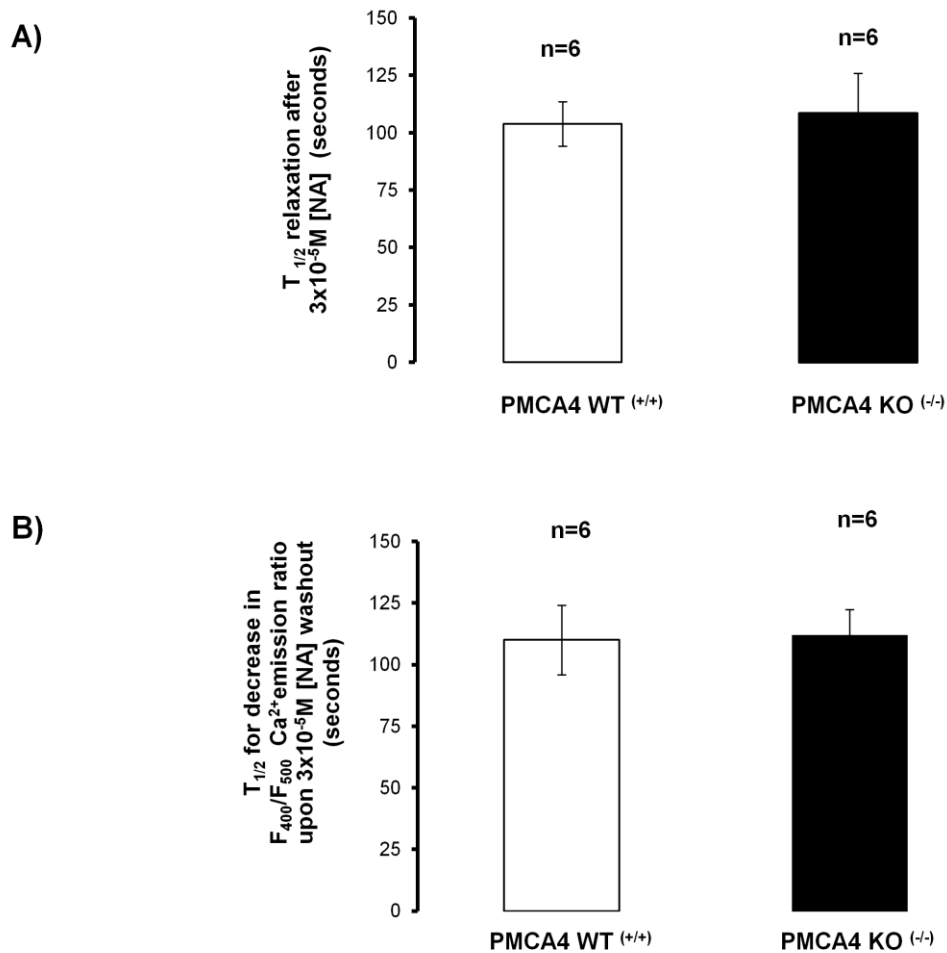 A)
T 1/2 relaxation after
3x10-5M [NA] (seconds)
150
125
100
75
50
25
0
n=6
n=6
PMCA4 WT (+/+)
PMCA4 KO (-/-)
B)
T1/2 for decrease in
F400/F500 Ca2+emission ratio
upon 3x10-5M [NA] washout
(seconds)
150
125
100
75
50
25
0
n=6
n=6
PMCA4 WT (+/+)
PMCA4 KO (-/-)